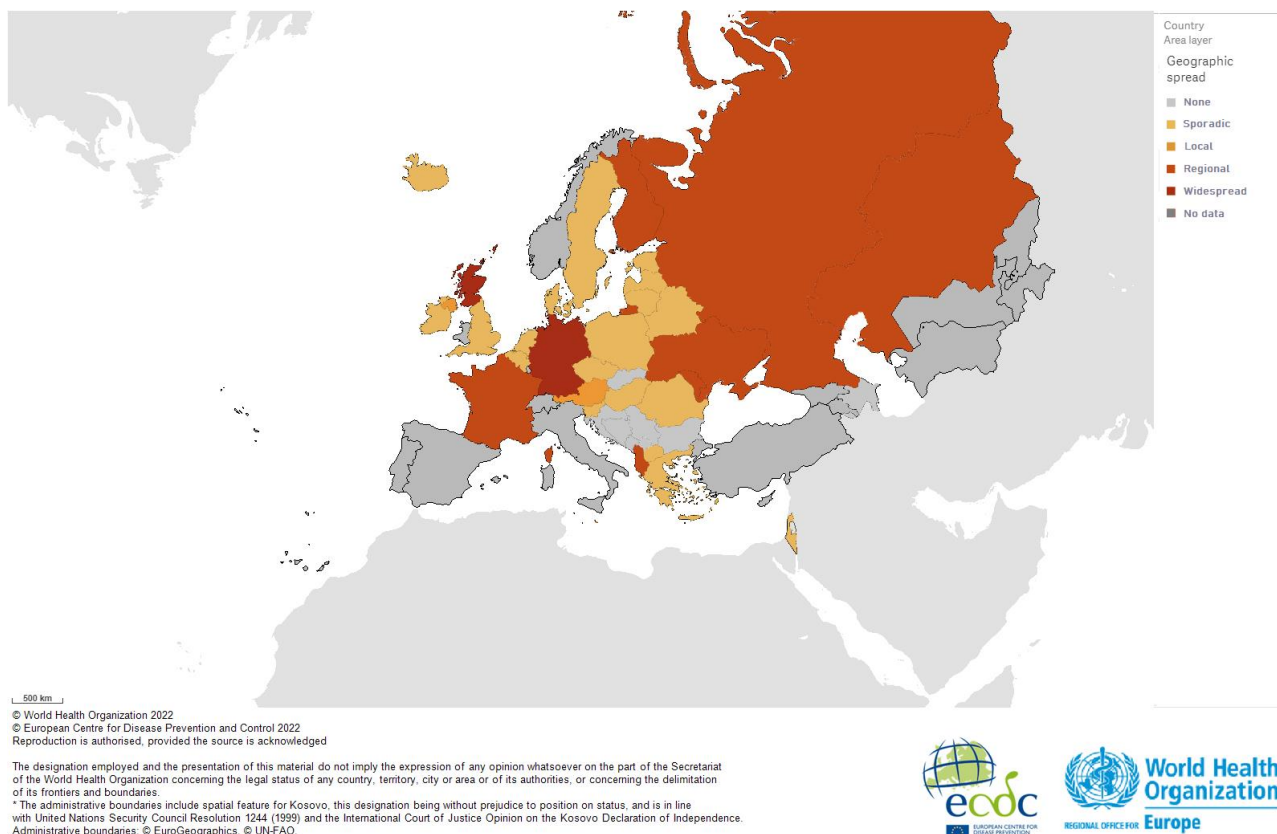 Country
Area layer
Geographic
spread
None
Sporadic
Local
Regional
Widespread
No data
500 km
© World Health Organization 2022
© European Centre for Disease Prevention and Control 2022
Reproduction is authorised, provided the source is acknowledged
The designation employed and the presentation of this material do not imply the expression of any opinion whatsoever on the part of the Secretariat
of the World Health Organization concerning the legal status of any country, territory, city or area or of its authorities, or concerning the delimitation
of its frontiers and boundaries.
* The administrative boundaries include spatial feature for Kosovo, this designation being without prejudice to position on status, and is in line
with United Nations Security Council Resolution 1244 (1999) and the International Court of Justice Opinion on the Kosovo Declaration of Independence.
Administrative boundaries: © EuroGeographics, © UN-FAO.
ecdc
EUROPEAN CENTRE FOR
DISEASE PREVENTION
World Health
Organization
REGIONAL OFFICE FOR Europe